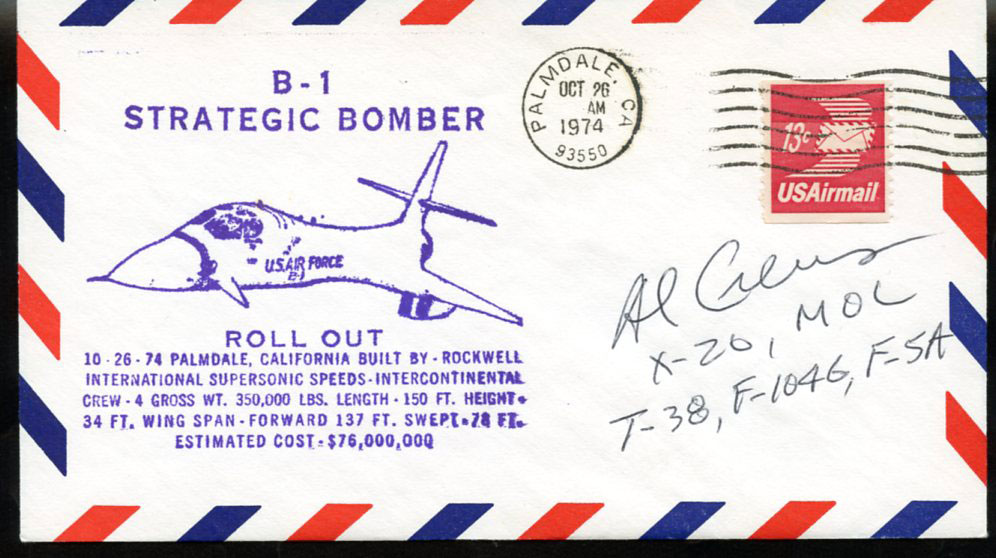 B-1
STRATEGIC BOMBER
U.S. AIR FORCE
B-1
ROLL OUT
10-26-74 PALMDALE, CALIFORNIA BUILT BY - ROCKWELL
INTERNATIONAL SUPERSONIC SPEEDS - INTERCONTINENTAL
CREW - 4 GROSS WT. 350,000 LBS. LENGTH - 150 FT. HEIGHT -
34 FT. WING SPAN - FORWARD 137 FT. SWEPT - 78 FT.
ESTIMATED COST - $76,000,000
PALMDALE, CA
OCT 26
AM
1974
93550
13c
USAirmail
Al Crews
X-20, MOL
T-38, F-104G, F-5A